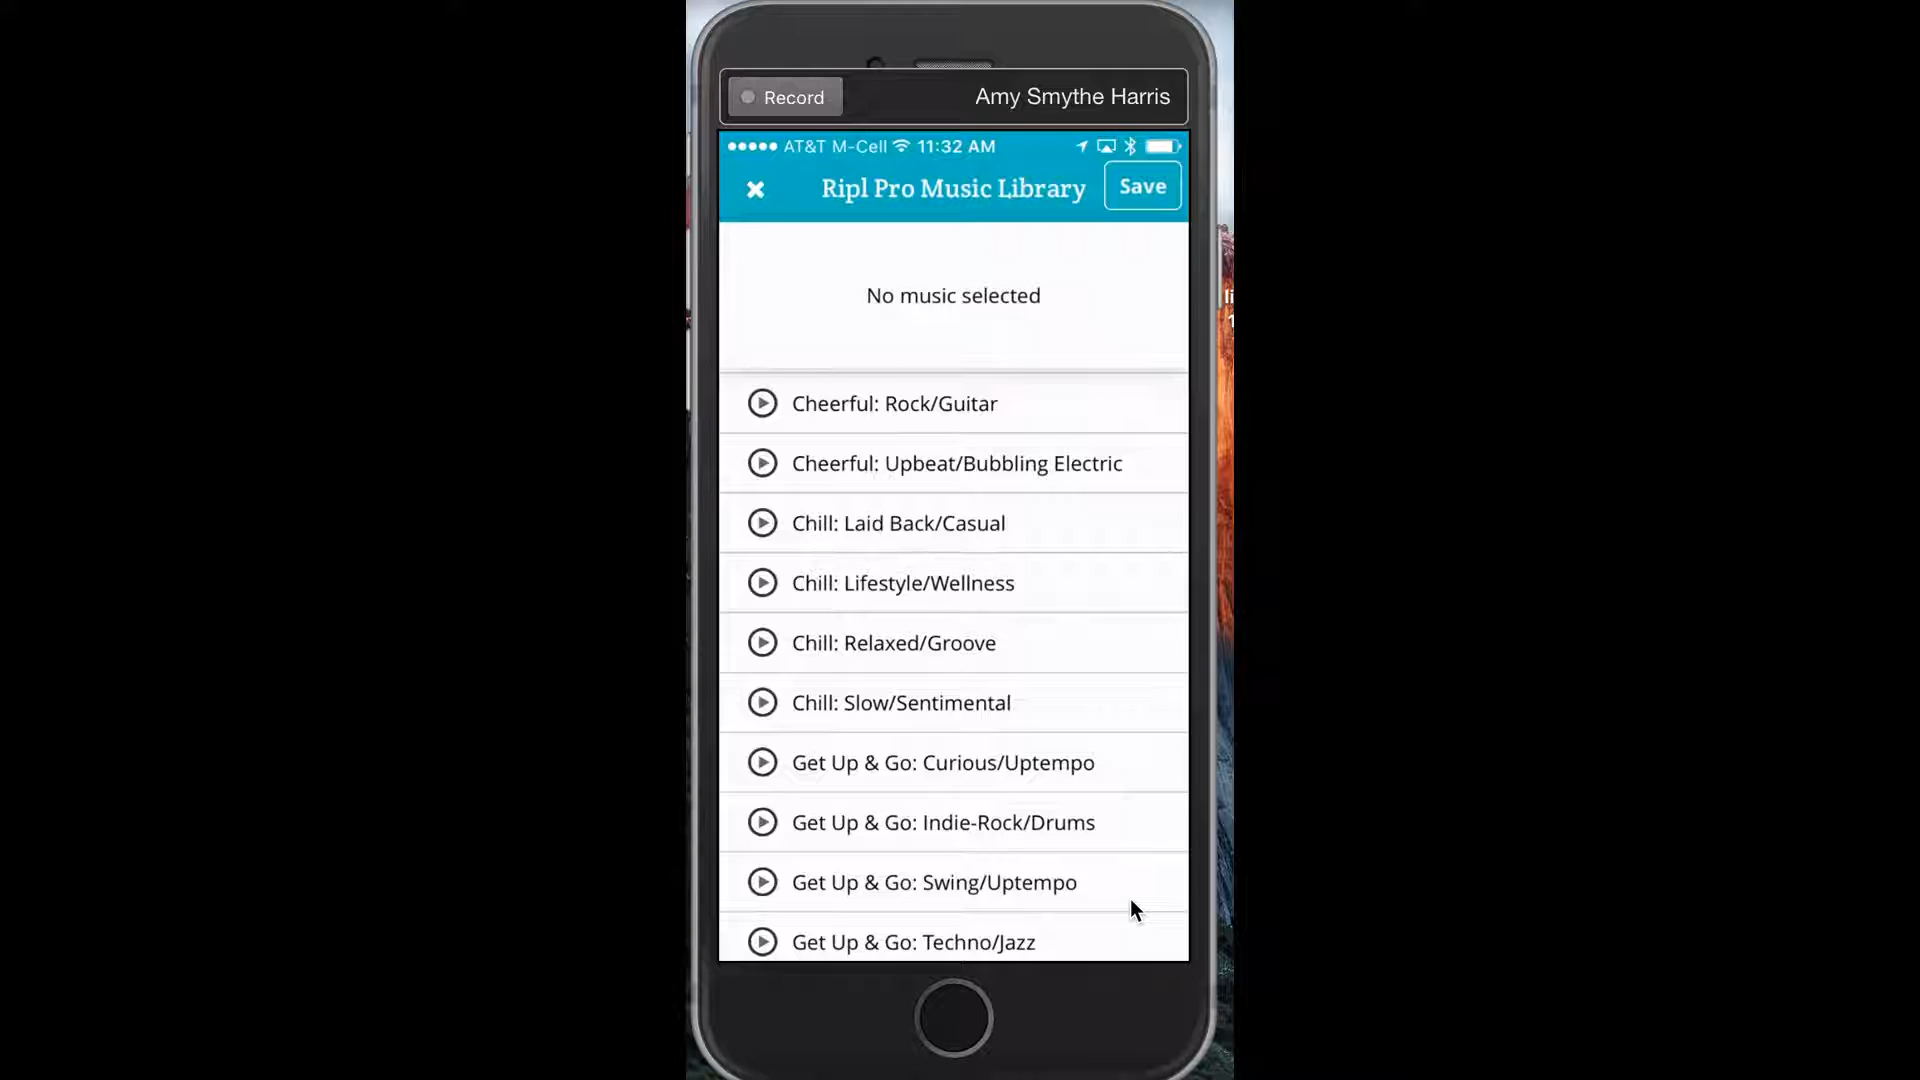 Record
Amy Smythe Harris
AT&T M-Cell 11:32 AM
Ripl Pro Music Library
Save
No music selected
Cheerful: Rock/Guitar
Cheerful: Upbeat/Bubbling Electric
Chill: Laid Back/Casual
Chill: Lifestyle/Wellness
Chill: Relaxed/Groove
Chill: Slow/Sentimental
Get Up & Go: Curious/Uptempo
Get Up & Go: Indie-Rock/Drums
Get Up & Go: Swing/Uptempo
Get Up & Go: Techno/Jazz